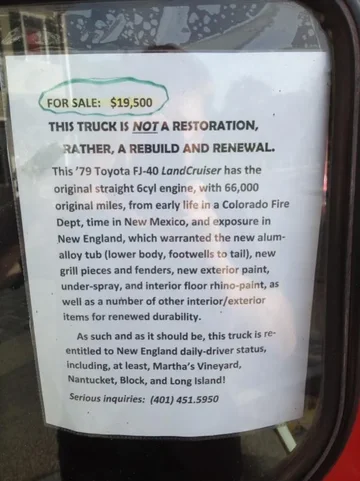 FOR SALE: $19,500
THIS TRUCK IS NOT A RESTORATION,
RATHER, A REBUILD AND RENEWAL.
This '79 Toyota FJ-40 LandCruiser has the
original straight 6cyl engine, with 66,000
original miles, from early life in a Colorado Fire
Dept, time in New Mexico, and exposure in
New England, which warranted the new alum-
alloy tub (lower body, footwells to tail), new
grill pieces and fenders, new exterior paint,
under-spray, and interior floor rhino-paint, as
well as a number of other interior/exterior
items for renewed durability.
As such and as it should be, this truck is re-
entitled to New England daily-driver status,
including, at least, Martha's Vineyard,
Nantucket, Block, and Long Island!
Serious inquiries: (401) 451.5950